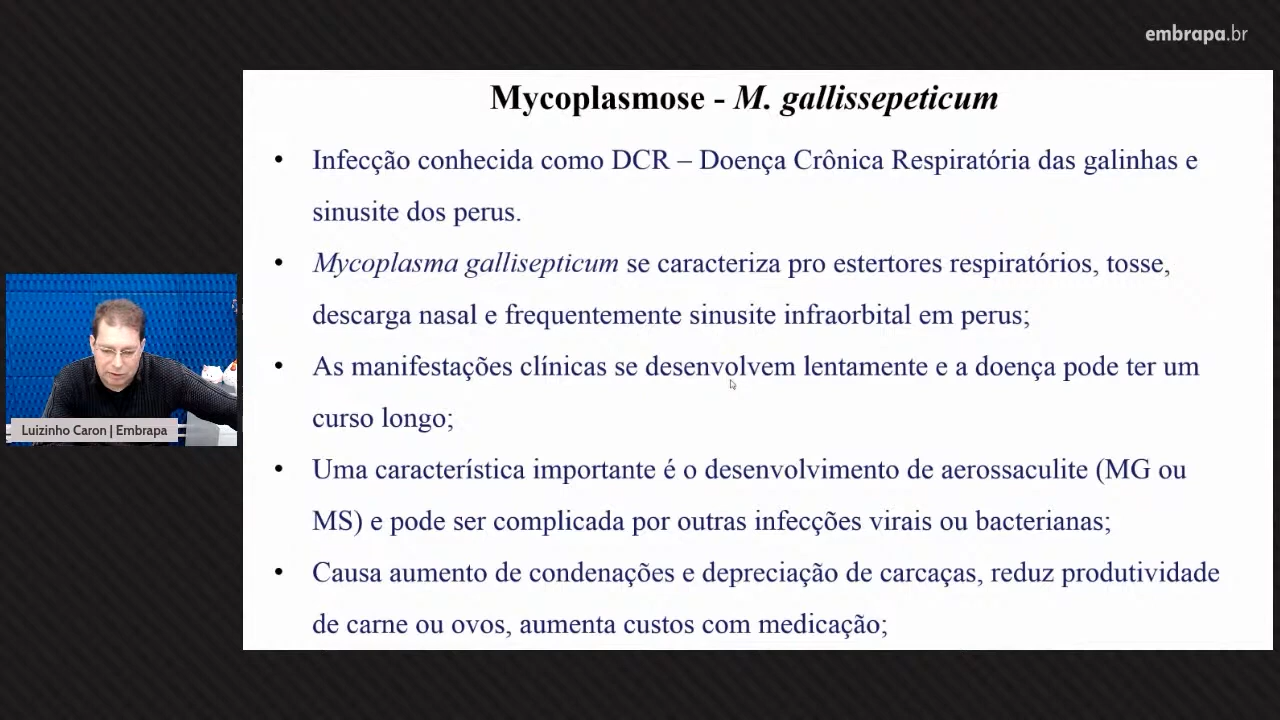 embrapa.br
Mycoplasmose - M. gallissepeticum
• Infecção conhecida como DCR – Doença Crônica Respiratória das galinhas e
sinusite dos perus.
• Mycoplasma gallisepticum se caracteriza pro estertores respiratórios, tosse,
descarga nasal e frequentemente sinusite infraorbital em perus;
• As manifestações clínicas se desenvolvem lentamente e a doença pode ter um
curso longo;
• Uma característica importante é o desenvolvimento de aerossaculite (MG ou
MS) e pode ser complicada por outras infecções virais ou bacterianas;
• Causa aumento de condenações e depreciação de carcaças, reduz produtividade
de carne ou ovos, aumenta custos com medicação;
Luizinho Caron | Embrapa